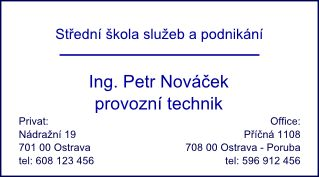 Střední škola služeb a podnikání
Ing. Petr Nováček
provozní technik
Privat: Office:
Nádražní 19 Příčná 1108
701 00 Ostrava 708 00 Ostrava - Poruba
tel: 608 123 456 tel: 596 912 456